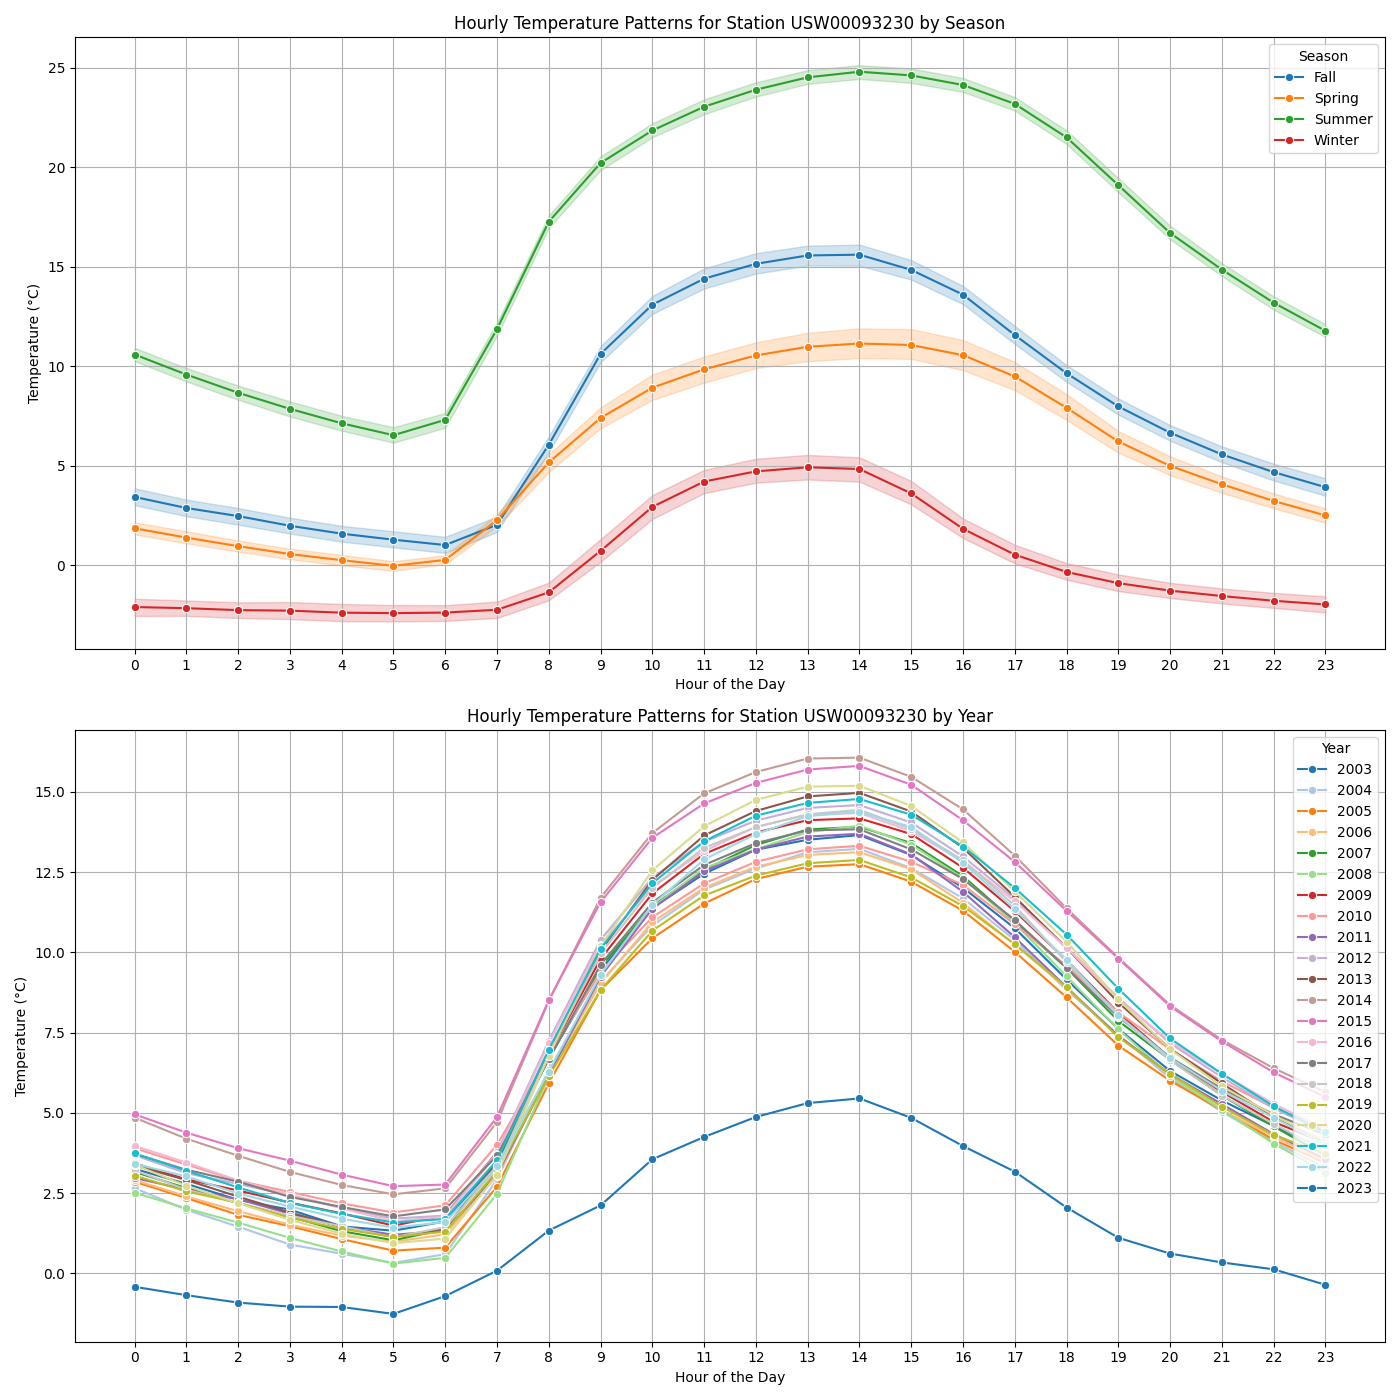 Hourly Temperature Patterns for Station USW00093230 by Season
Season
Fall
Spring
Summer
Winter
Temperature (°C)
25
20
15
10
5
0
0 1 2 3 4 5 6 7 8 9 10 11 12 13 14 15 16 17 18 19 20 21 22 23
Hour of the Day
Hourly Temperature Patterns for Station USW00093230 by Year
Year
2003
2004
2005
2006
2007
2008
2009
2010
2011
2012
2013
2014
2015
2016
2017
2018
2019
2020
2021
2022
2023
Temperature (°C)
15.0
12.5
10.0
7.5
5.0
2.5
0.0
0 1 2 3 4 5 6 7 8 9 10 11 12 13 14 15 16 17 18 19 20 21 22 23
Hour of the Day